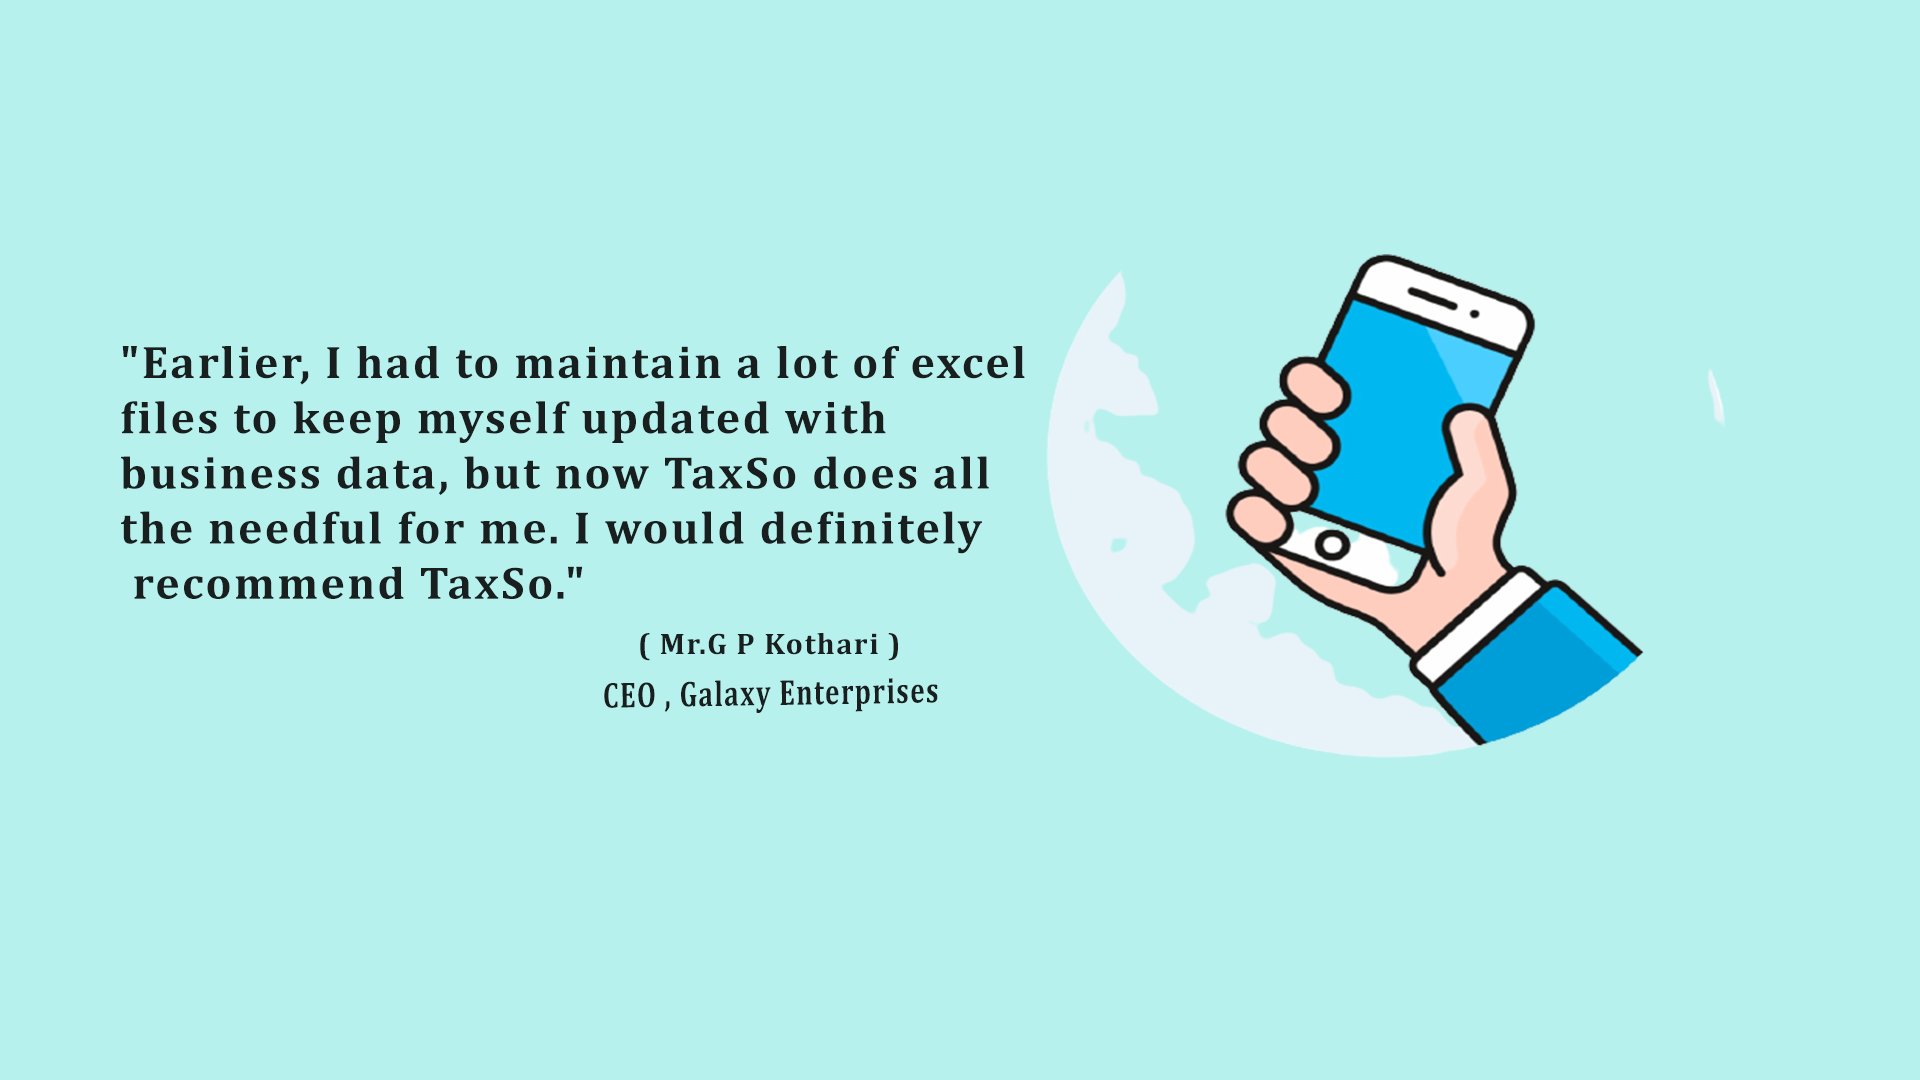 "Earlier, I had to maintain a lot of excel
files to keep myself updated with
business data, but now TaxSo does all
the needful for me. I would definitely
recommend TaxSo."
( Mr.G P Kothari )
CEO , Galaxy Enterprises